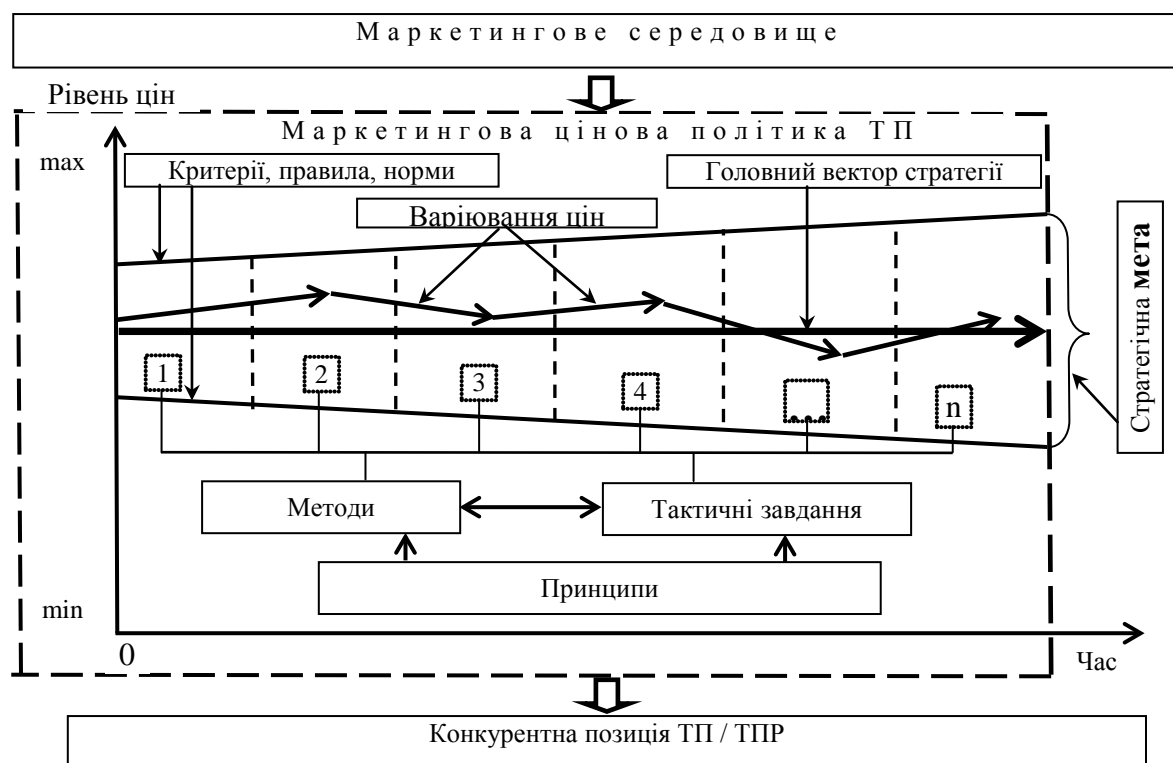 Маркетингове середовище
Рівень цін
Маркетингова цінова політика ТП
max
Критерії, правила, норми
Головний вектор стратегії
Варіювання цін
Стратегічна мета
1
2
3
4
...
n
Методи
Тактичні завдання
Принципи
min
0
Час
Конкурентна позиція ТП / ТПР